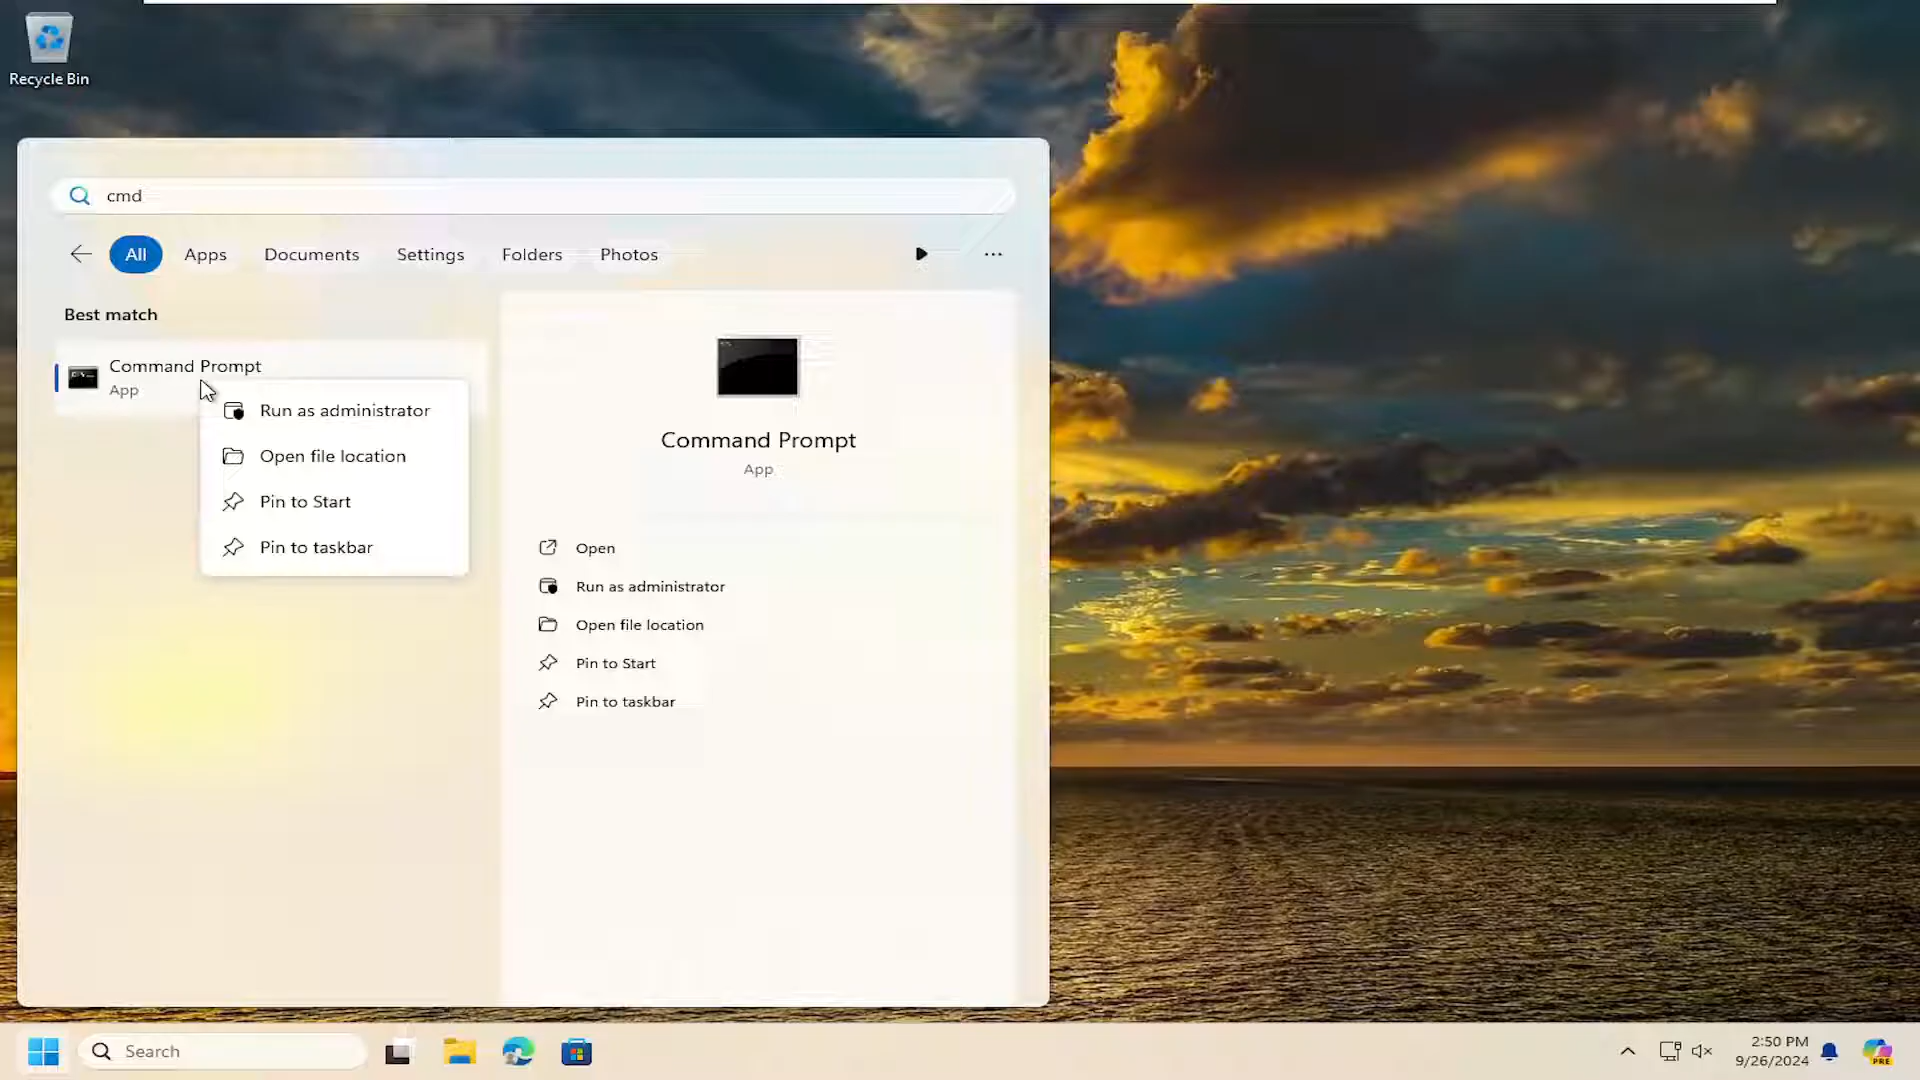 Recycle Bin
cmd
All Apps Documents Settings Folders Photos
Best match
Command Prompt
App
Run as administrator
Open file location
Pin to Start
Pin to taskbar
Command Prompt
App
Open
Run as administrator
Open file location
Pin to Start
Pin to taskbar
Search
2:50 PM
9/26/2024
PRE